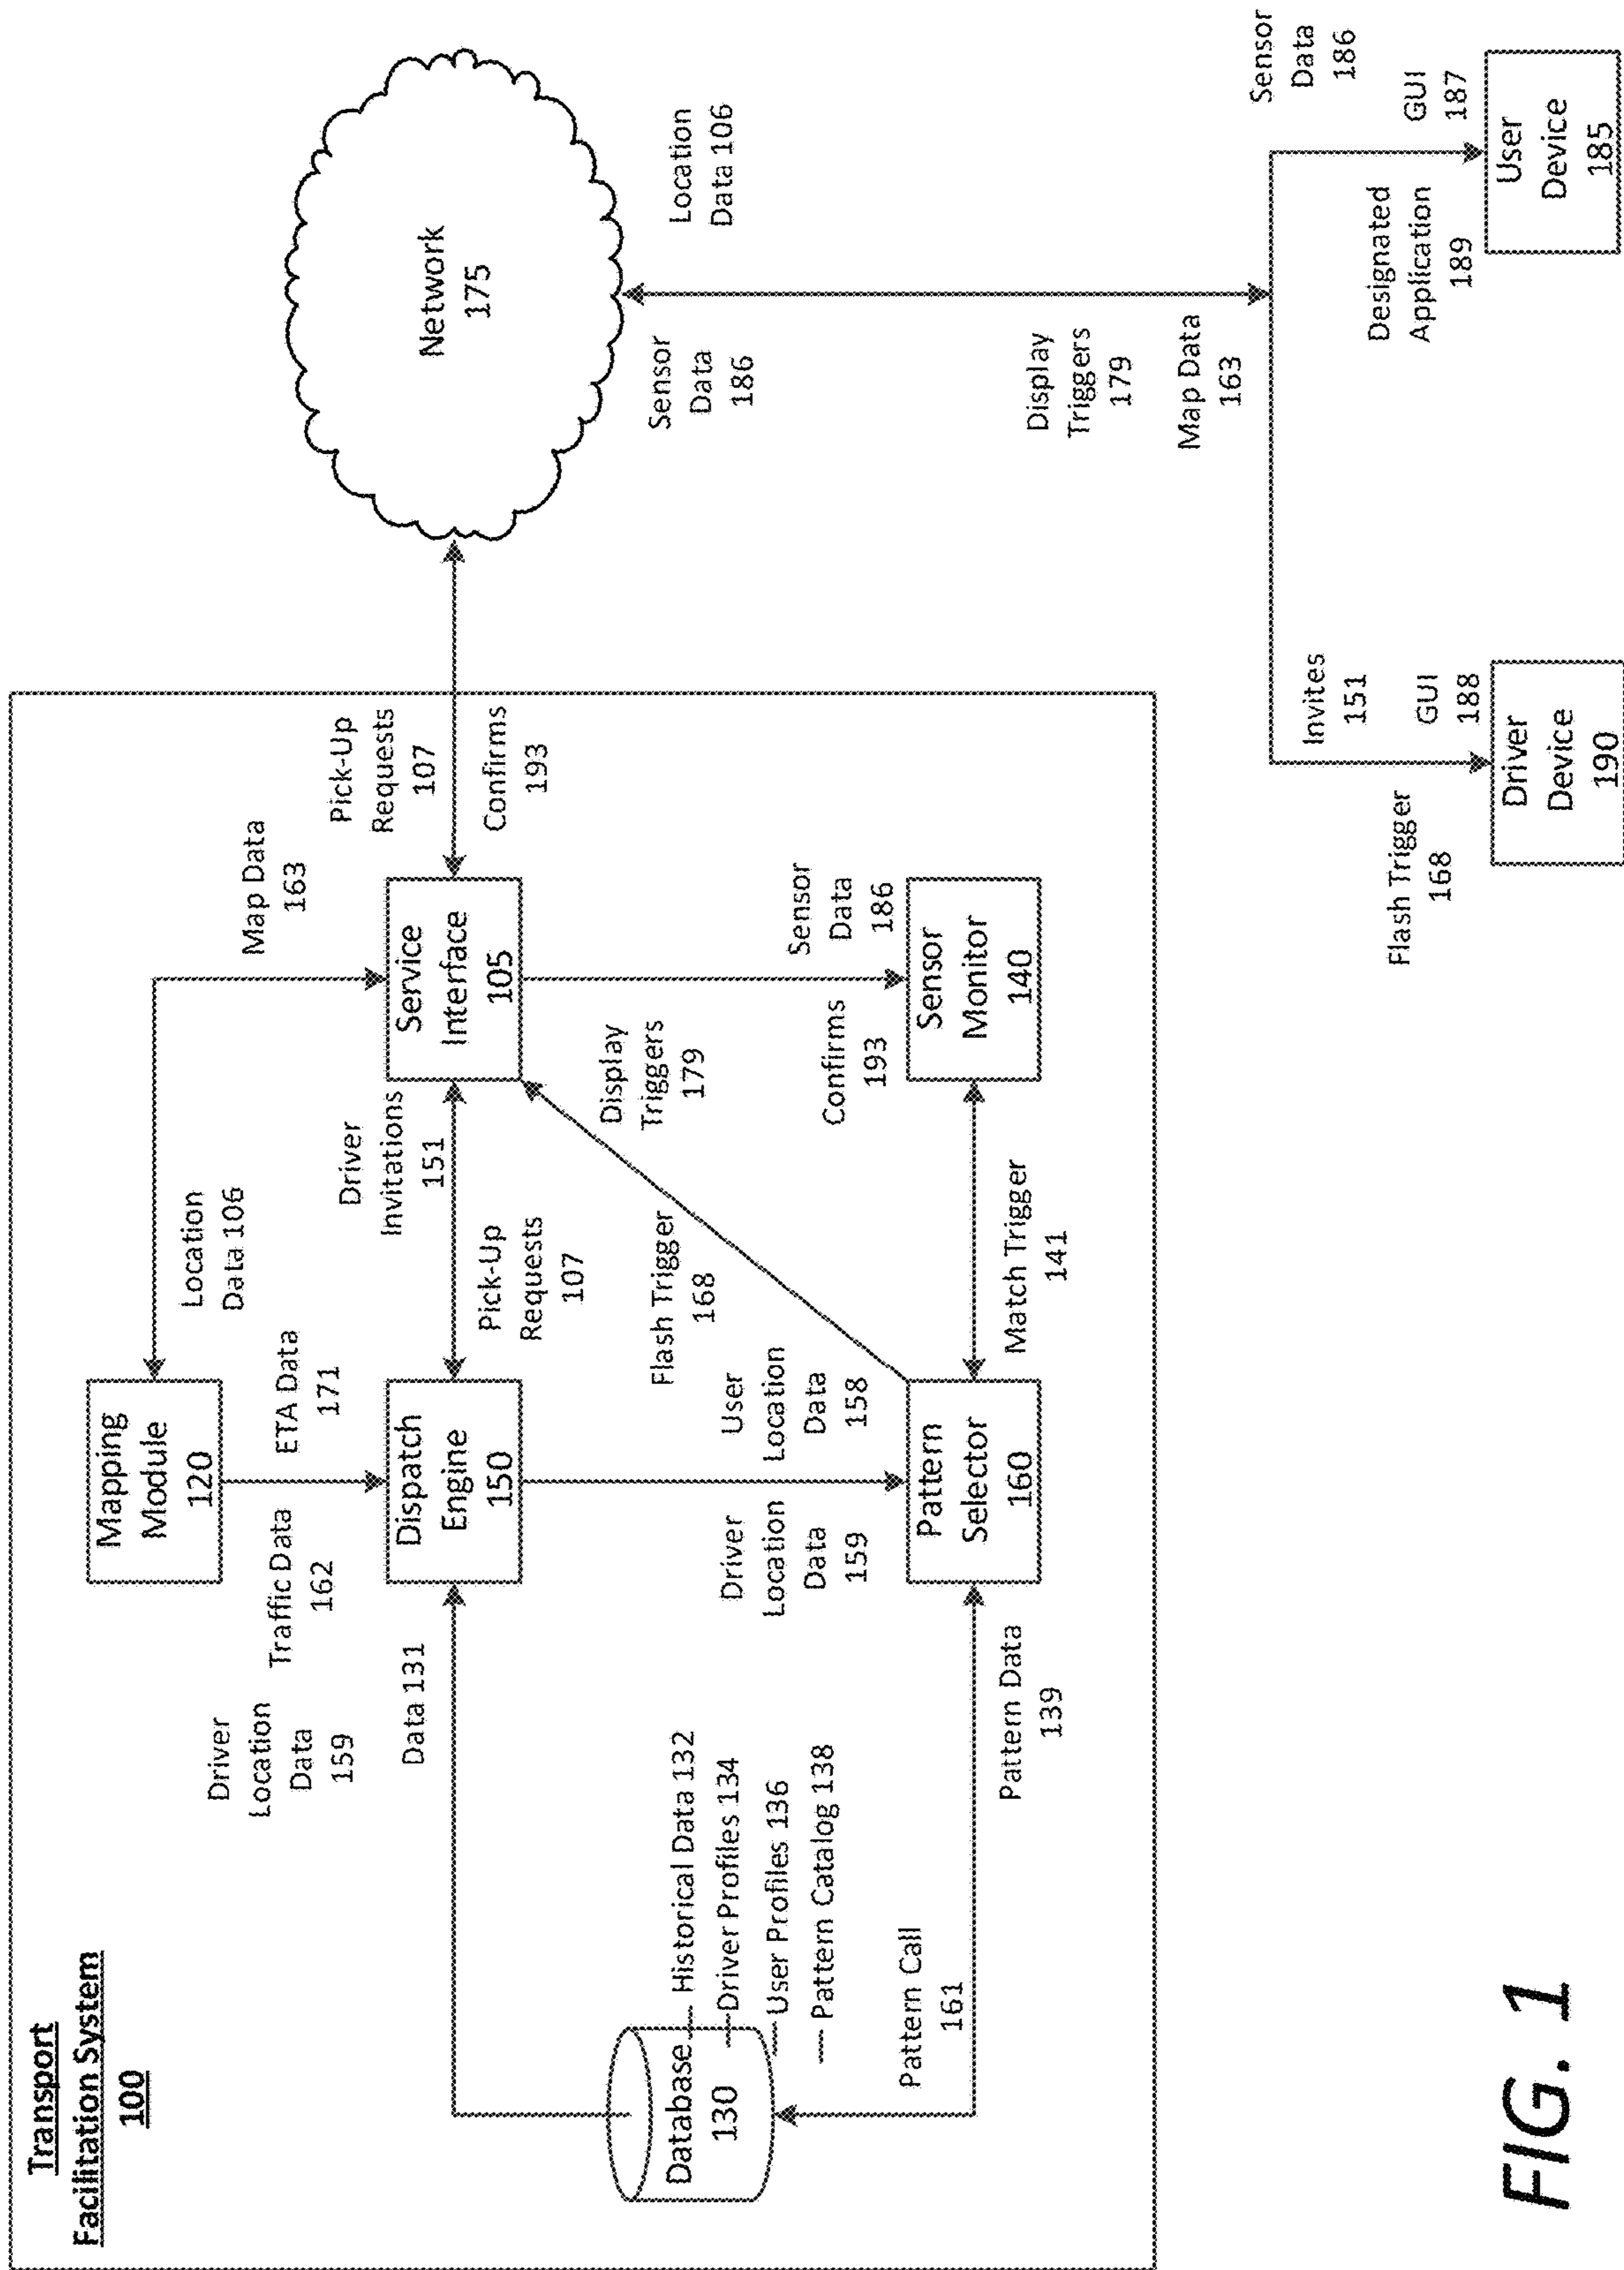 Transport
Facilitation System
100
Mapping
Module
120
Location
Data 106
Map Data
163
Driver
Location
Data
159
Traffic Data
162
ETA Data
171
Data 131
Dispatch
Engine
150
Driver
Invitations
151
Pick-Up
Requests
107
Service
Interface
105
Pick-Up
Requests
107
Confirms
193
Network
175
Database
130
Historical Data 132
Driver Profiles 134
User Profiles 136
Pattern Catalog 138
Driver
Location
Data
159
User
Location
Data
158
Flash Trigger
168
Display
Triggers
179
Confirms
193
Sensor
Data
186
Pattern Call
161
Pattern Data
139
Pattern
Selector
160
Match Trigger
141
Sensor
Monitor
140
Sensor
Data
186
Location
Data 106
Display
Triggers
179
Map Data
163
Flash Trigger
168
Invites
151
GUI
188
Driver
Device
190
Designated
Application
189
Sensor
Data
186
GUI
187
User
Device
185
FIG. 1